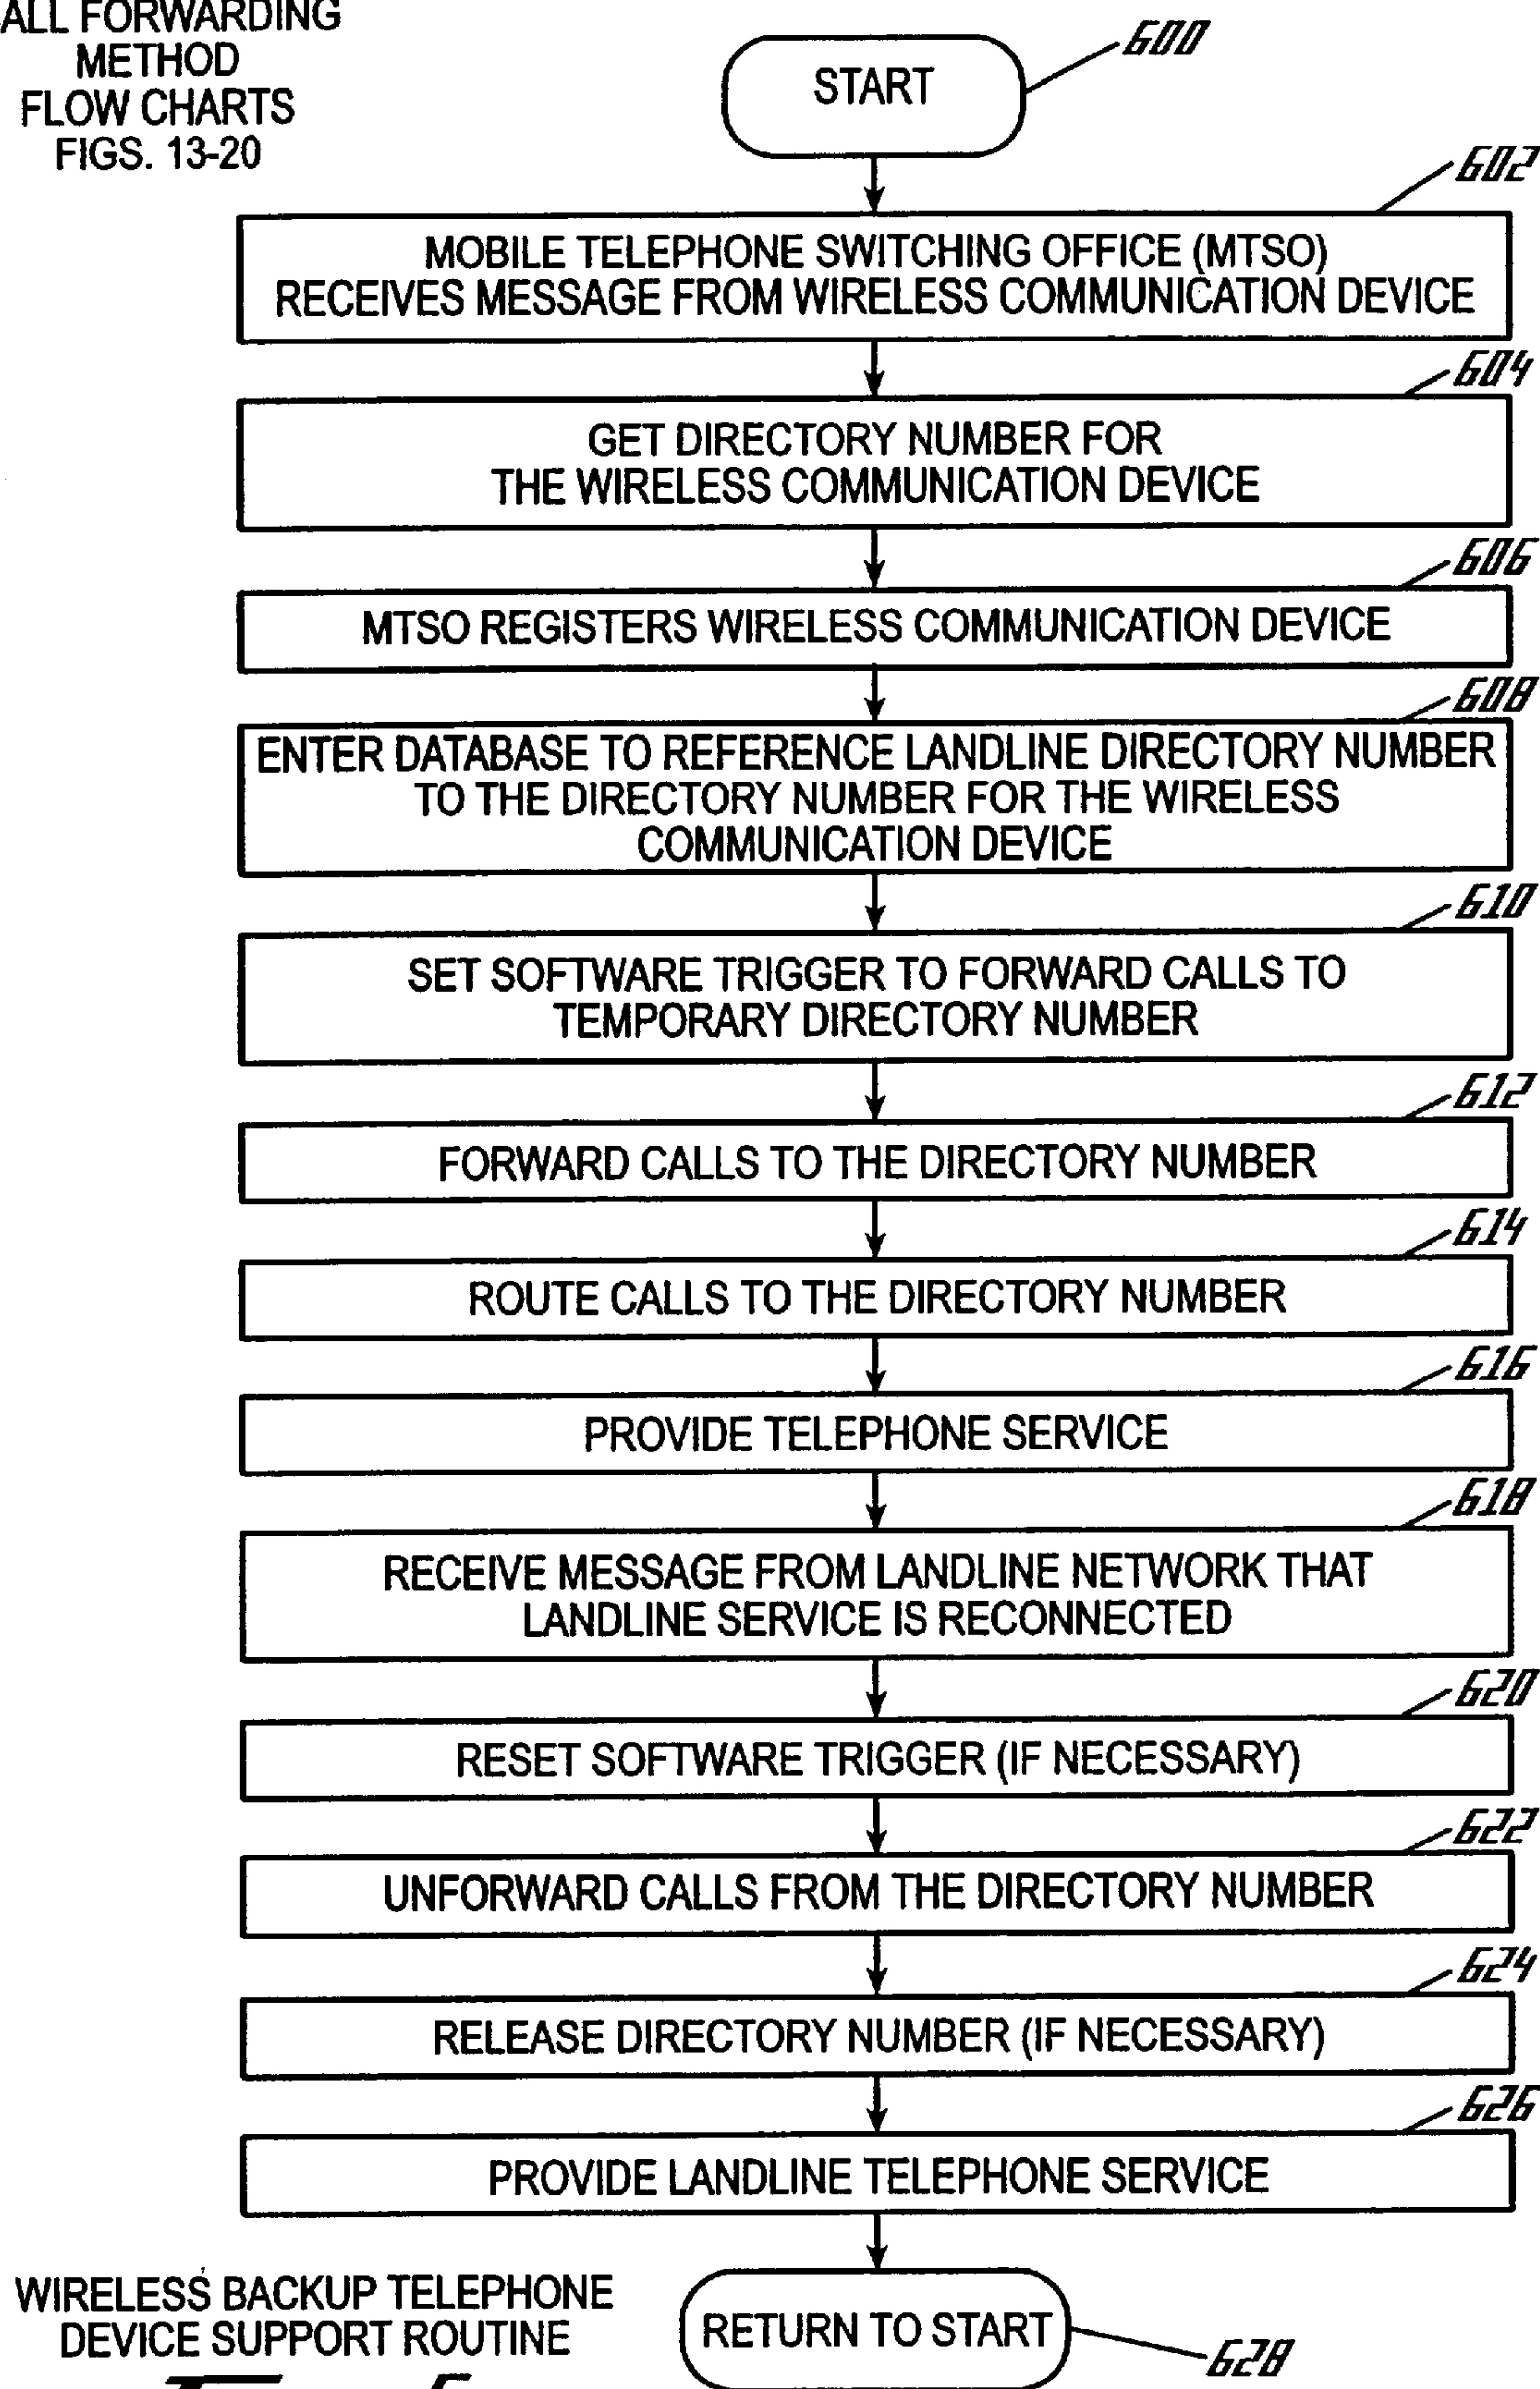 ALL FORWARDING
METHOD
FLOW CHARTS
FIGS. 13-20
START
600
602
MOBILE TELEPHONE SWITCHING OFFICE (MTSO)
RECEIVES MESSAGE FROM WIRELESS COMMUNICATION DEVICE
604
GET DIRECTORY NUMBER FOR
THE WIRELESS COMMUNICATION DEVICE
606
MTSO REGISTERS WIRELESS COMMUNICATION DEVICE
608
ENTER DATABASE TO REFERENCE LANDLINE DIRECTORY NUMBER
TO THE DIRECTORY NUMBER FOR THE WIRELESS
COMMUNICATION DEVICE
610
SET SOFTWARE TRIGGER TO FORWARD CALLS TO
TEMPORARY DIRECTORY NUMBER
612
FORWARD CALLS TO THE DIRECTORY NUMBER
614
ROUTE CALLS TO THE DIRECTORY NUMBER
616
PROVIDE TELEPHONE SERVICE
618
RECEIVE MESSAGE FROM LANDLINE NETWORK THAT
LANDLINE SERVICE IS RECONNECTED
620
RESET SOFTWARE TRIGGER (IF NECESSARY)
622
UNFORWARD CALLS FROM THE DIRECTORY NUMBER
624
RELEASE DIRECTORY NUMBER (IF NECESSARY)
626
PROVIDE LANDLINE TELEPHONE SERVICE
WIRELESS BACKUP TELEPHONE
DEVICE SUPPORT ROUTINE
RETURN TO START
628